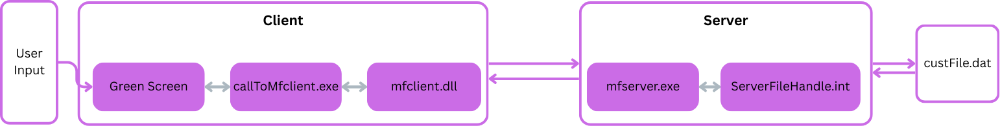 Client
Server
User
Input
Green Screen
callToMfclient.exe
mfclient.dll
mfserver.exe
ServerFileHandle.int
custFile.dat